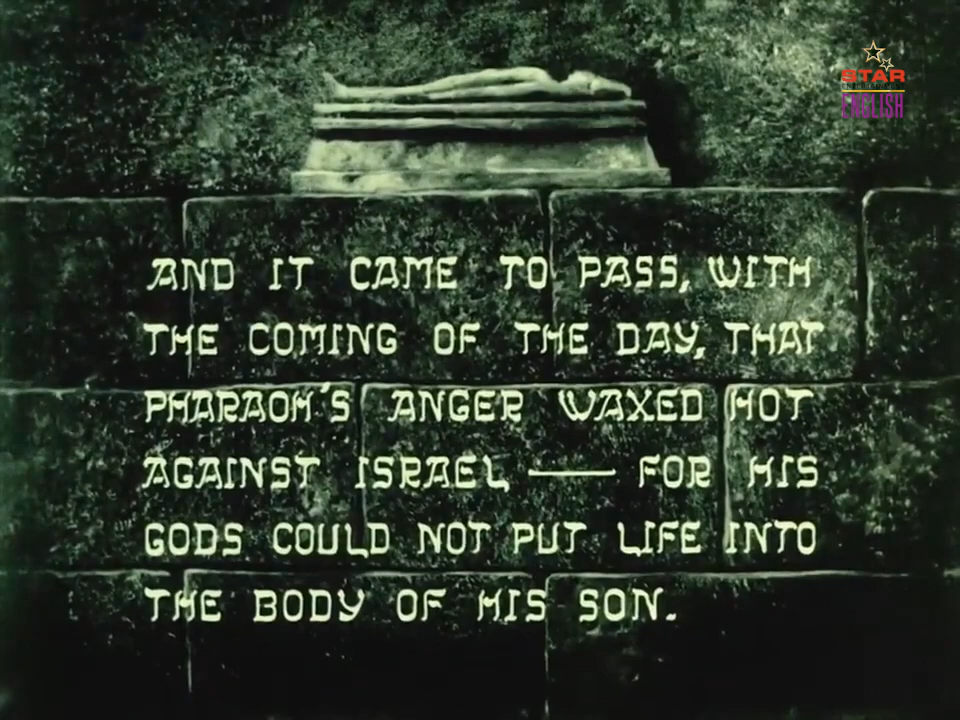 STAR
ENGLISH
AND IT CAME TO PASS, WITH
THE COMING OF THE DAY, THAT
PHARAOH'S ANGER WAXED HOT
AGAINST ISRAEL — FOR HIS
GODS COULD NOT PUT LIFE INTO
THE BODY OF HIS SON.